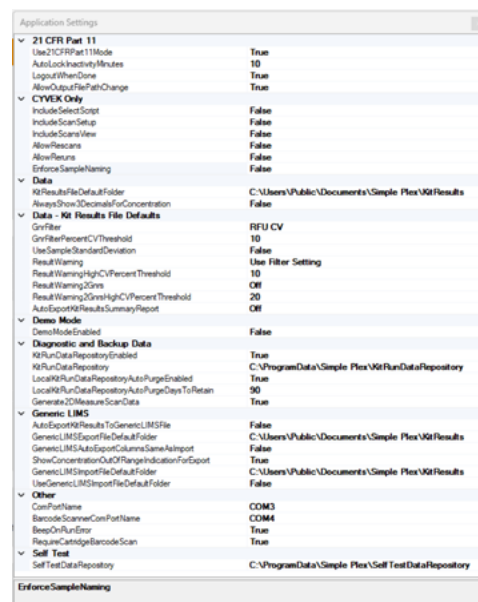 Application Settings
21 CFR Part 11
Use21CFRPart11Mode True
AutoLockInactivityMinutes 10
LogoutWhenDone True
AllowOutputFilePathChange True
CYVEK Only
IncludeSelectScript False
IncludeScanSetup False
IncludeScansView False
AllowRescans False
AllowReruns False
EnforceSampleNaming False
Data
KitResultsFileDefaultFolder C:\Users\Public\Documents\Simple Plex\KitResults
AlwaysShow3DecimalsForConcentration False
Data - Kit Results File Defaults
GnrFilter RFU CV
GnrFilterPercentCVThreshold 10
UseSampleStandardDeviation False
ResultWarning Use Filter Setting
ResultWarningHighCVPercentThreshold 10
ResultWarning2Gnrs Off
ResultWarning2GnrsHighCVPercentThreshold 20
AutoExportKitResultsSummaryReport Off
Demo Mode
DemoModeEnabled False
Diagnostic and Backup Data
KitRunDataRepositoryEnabled True
KitRunDataRepository C:\ProgramData\Simple Plex\KitRunDataRepository
LocalKitRunDataRepositoryAutoPurgeEnabled True
LocalKitRunDataRepositoryAutoPurgeDaysToRetain 90
Generate2DMeasureScanData True
Generic LIMS
AutoExportKitResultsToGenericLIMSFile False
GenericLIMSExportFileDefaultFolder C:\Users\Public\Documents\Simple Plex\KitResults
GenericLIMSAutoExportColumnsSameAsImport False
ShowConcentrationOutOfRangeIndicationForExport True
GenericLIMSImportFileDefaultFolder C:\Users\Public\Documents\Simple Plex\KitResults
UseGenericLIMSImportFileDefaultFolder False
Other
ComPortName COM3
BarcodeScannerComPortName COM4
BeepOnRunError True
RequireCartridgeBarcodeScan True
Self Test
SelfTestDataRepository C:\ProgramData\Simple Plex\SelfTestDataRepository
EnforceSampleNaming